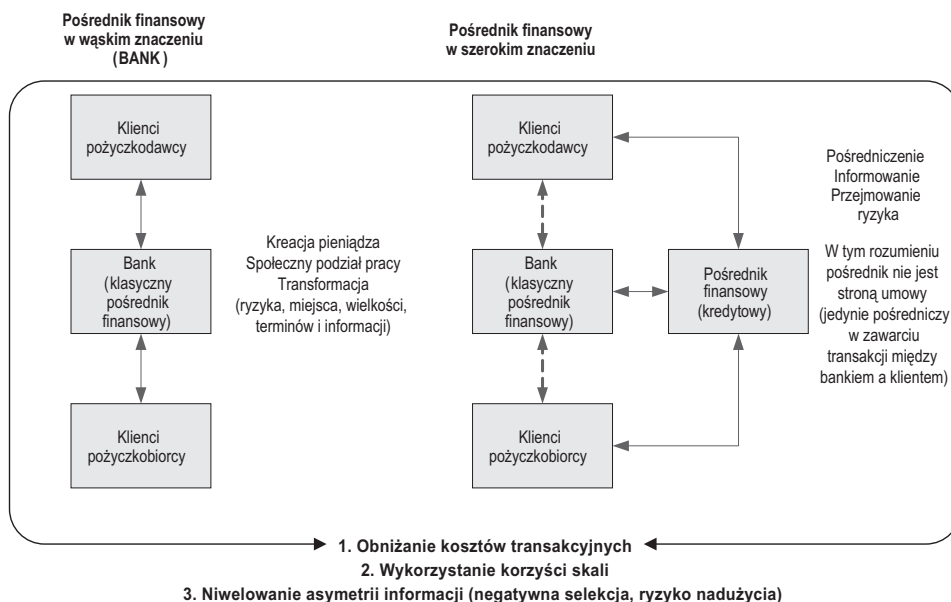 Pośrednik finansowy
w wąskim znaczeniu
(BANK)
Pośrednik finansowy
w szerokim znaczeniu
Klienci
pożyczkodawcy
Bank
(klasyczny
pośrednik
finansowy)
Klienci
pożyczkobiorcy
Kreacja pieniądza
Społeczny podział pracy
Transformacja
(ryzyka, miejsca, wielkości,
terminów i informacji)
Klienci
pożyczkodawcy
Bank
(klasyczny
pośrednik
finansowy)
Klienci
pożyczkobiorcy
Pośrednik
finansowy
(kredytowy)
Pośredniczenie
Informowanie
Przejmowanie
ryzyka
W tym rozumieniu
pośrednik nie jest
stroną umowy
(jedynie pośredniczy
w zawarciu
transakcji między
bankiem a klientem)
1. Obniżanie kosztów transakcyjnych
2. Wykorzystanie korzyści skali
3. Niwelowanie asymetrii informacji (negatywna selekcja, ryzyko nadużycia)